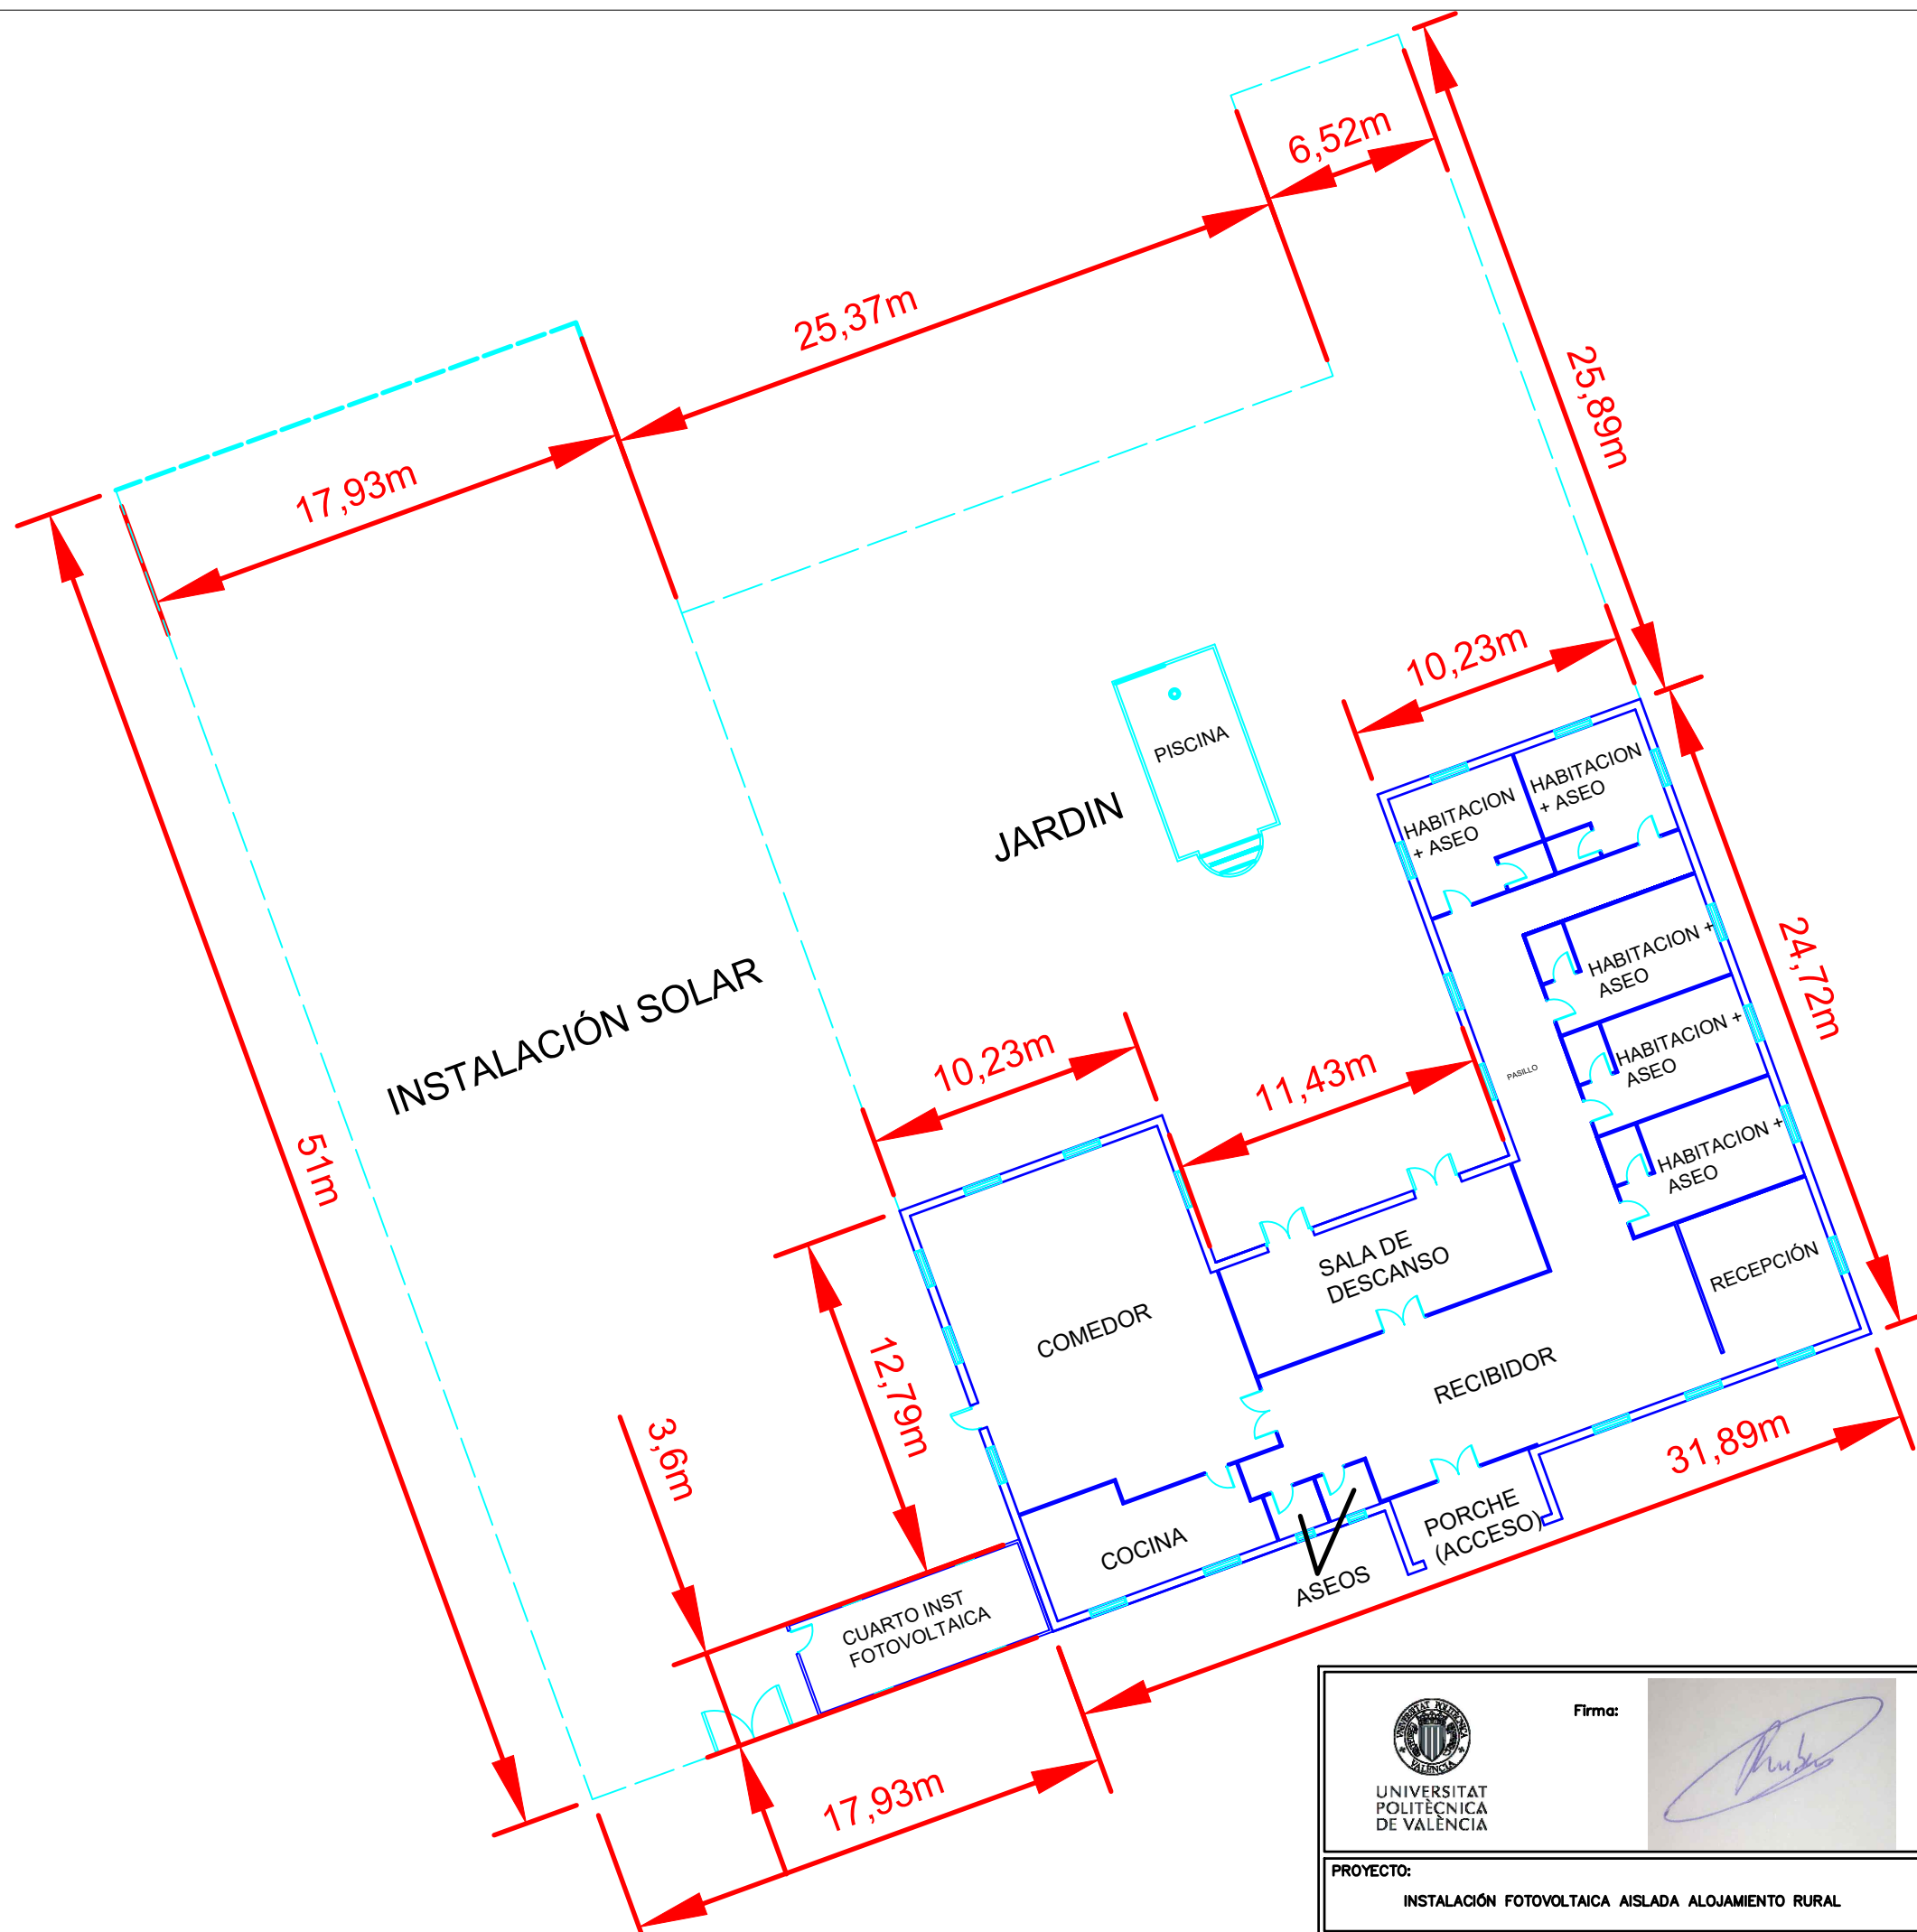 6,52m
25,37m
25,89m
17,93m
10,23m
PISCINA
HABITACION
+ ASEO
HABITACION
+ ASEO
JARDIN
HABITACION +
ASEO
24,72m
INSTALACIÓN SOLAR
HABITACION +
ASEO
10,23m
11,43m
PASILLO
HABITACION +
ASEO
51m
SALA DE
DESCANSO
RECEPCIÓN
COMEDOR
12,79m
RECIBIDOR
3,6m
31,89m
PORCHE
(ACCESO)
COCINA
ASEOS
CUARTO INST
FOTOVOLTAICA
17,93m
Firma:
UNIVERSITAT POLITÈCNICA
VALENCIA
UNIVERSITAT
POLITÈCNICA
DE VALÈNCIA
PROYECTO:
INSTALACIÓN FOTOVOLTAICA AISLADA ALOJAMIENTO RURAL